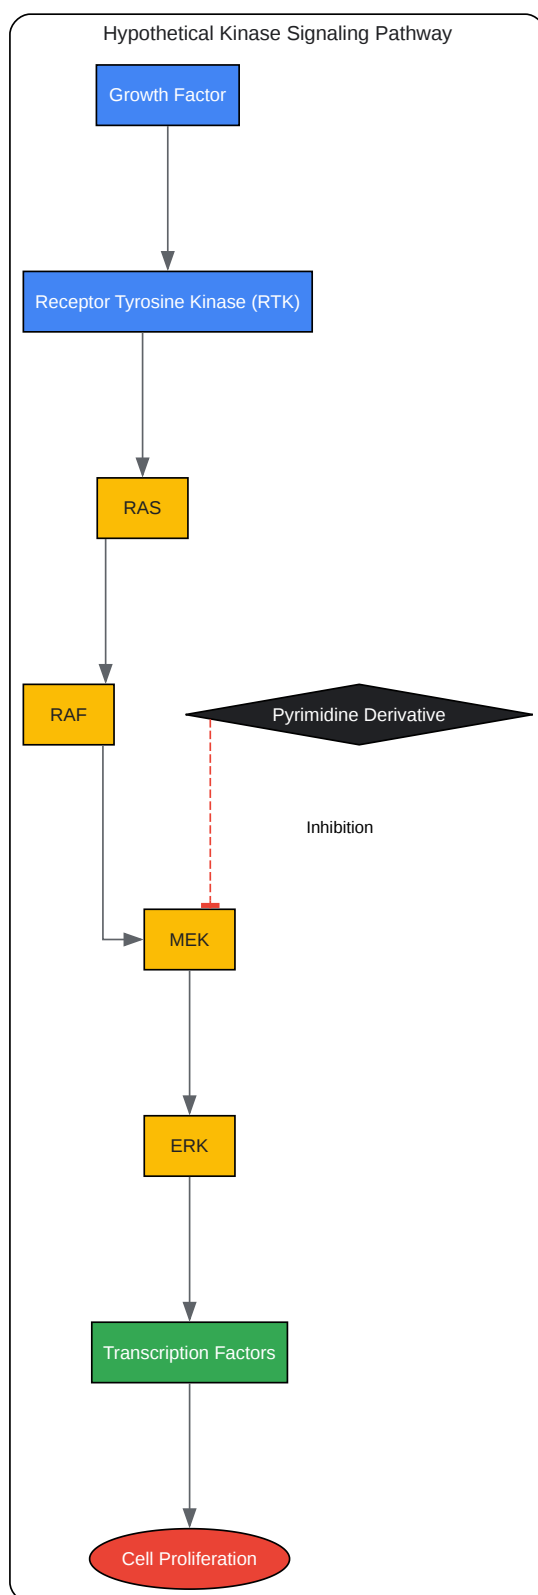 Hypothetical Kinase Signaling Pathway
Growth Factor
Receptor Tyrosine Kinase (RTK)
RAS
RAF
Pyrimidine Derivative
Inhibition
MEK
ERK
Transcription Factors
Cell Proliferation